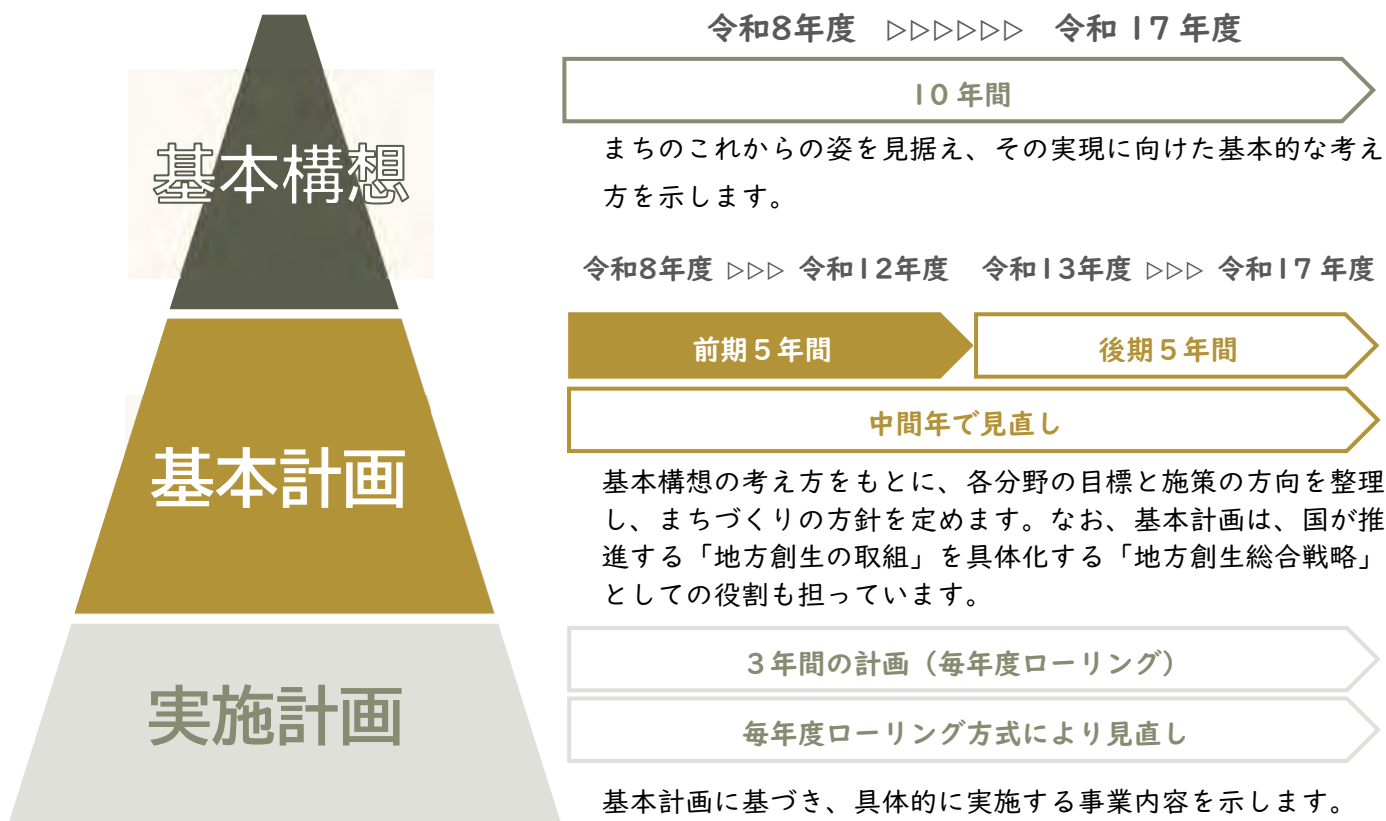 令和8年度 ▷▷▷▷▷▷ 令和17年度
10年間
基本構想
まちのこれからの姿を見据え、その実現に向けた基本的な考え
方を示します。
令和8年度 ▷▷▷ 令和12年度 令和13年度 ▷▷▷ 令和17年度
前期5年間 後期5年間
中間年で見直し
基本計画
基本構想の考え方をもとに、各分野の目標と施策の方向を整理
し、まちづくりの方針を定めます。なお、基本計画は、国が推
進する「地方創生の取組」を具体化する「地方創生総合戦略」
としての役割も担っています。
3年間の計画（毎年度ローリング）
実施計画
毎年度ローリング方式により見直し
基本計画に基づき、具体的に実施する事業内容を示します。